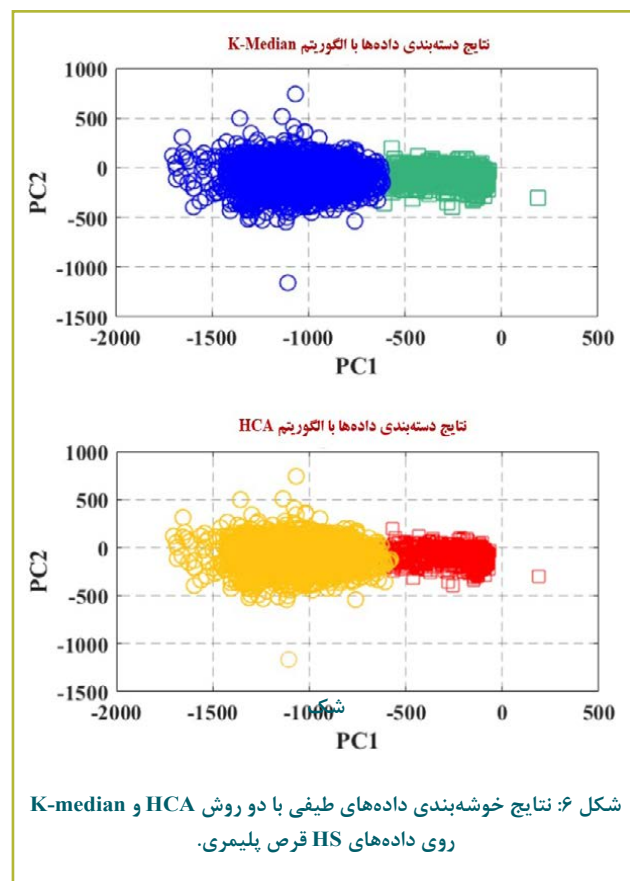 نتایج دسته‌بندی داده‌ها با الگوریتم K-Median
1000
500
0
-500
-1000
-1500
PC2
-2000 -1500 -1000 -500 0 500
PC1
نتایج دسته‌بندی داده‌ها با الگوریتم HCA
1000
500
0
-500
-1000
-1500
PC2
شکـ
-2000 -1500 -1000 -500 0 500
PC1
شکل ۶: نتایج خوشه‌بندی داده‌های طیفی با دو روش HCA و K-median
روی داده‌های HS قرص پلیمری.